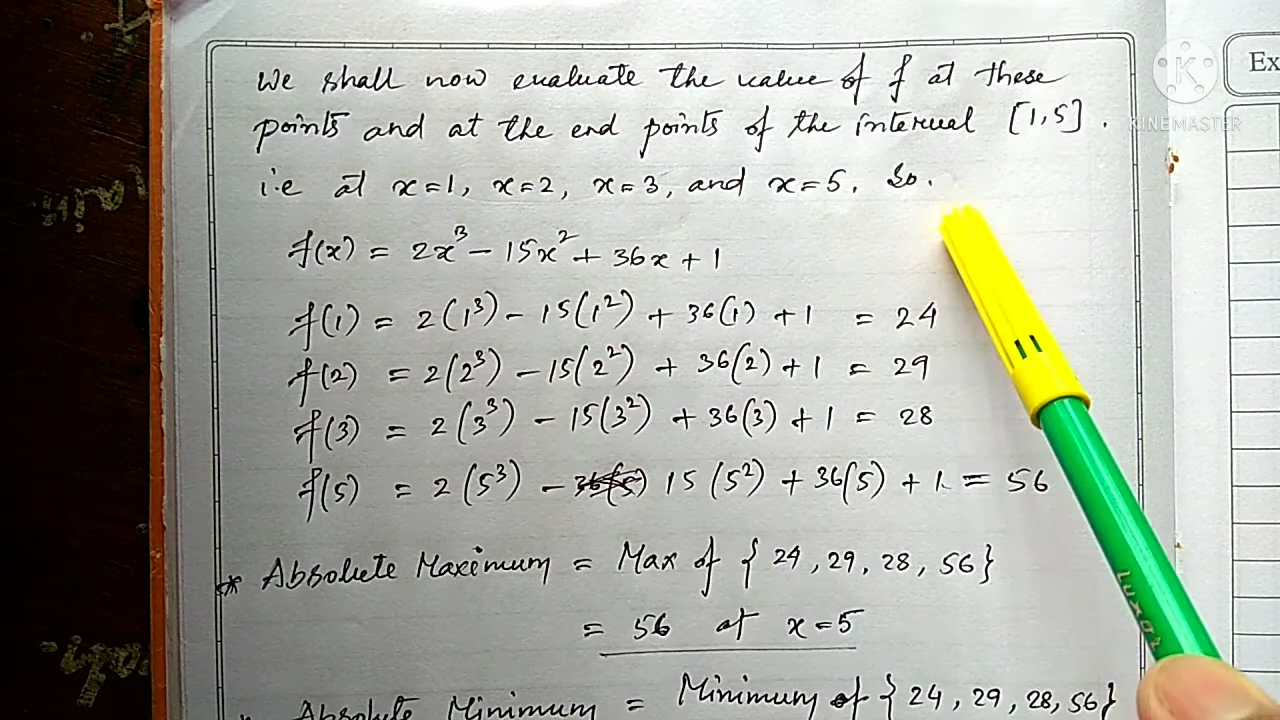 We shall now evaluate the value of f at these
points and at the end points of the interval [1,5].
i.e at x=1, x=2, x=3, and x=5. So.
f(x) = 2x³ - 15x² + 36x + 1
f(1) = 2(1³) - 15(1²) + 36(1) + 1 = 24
f(2) = 2(2³) - 15(2²) + 36(2) + 1 = 29
f(3) = 2(3³) - 15(3²) + 36(3) + 1 = 28
f(5) = 2(5³) - 15(5²) + 36(5) + 1. = 56
* Absolute Maximum = Max of {24, 29, 28, 56}
= 56 at x=5
* Absolute Minimum = Minimum of {24, 29, 28, 56}
K
KINEMASTER
Ex
Luxor